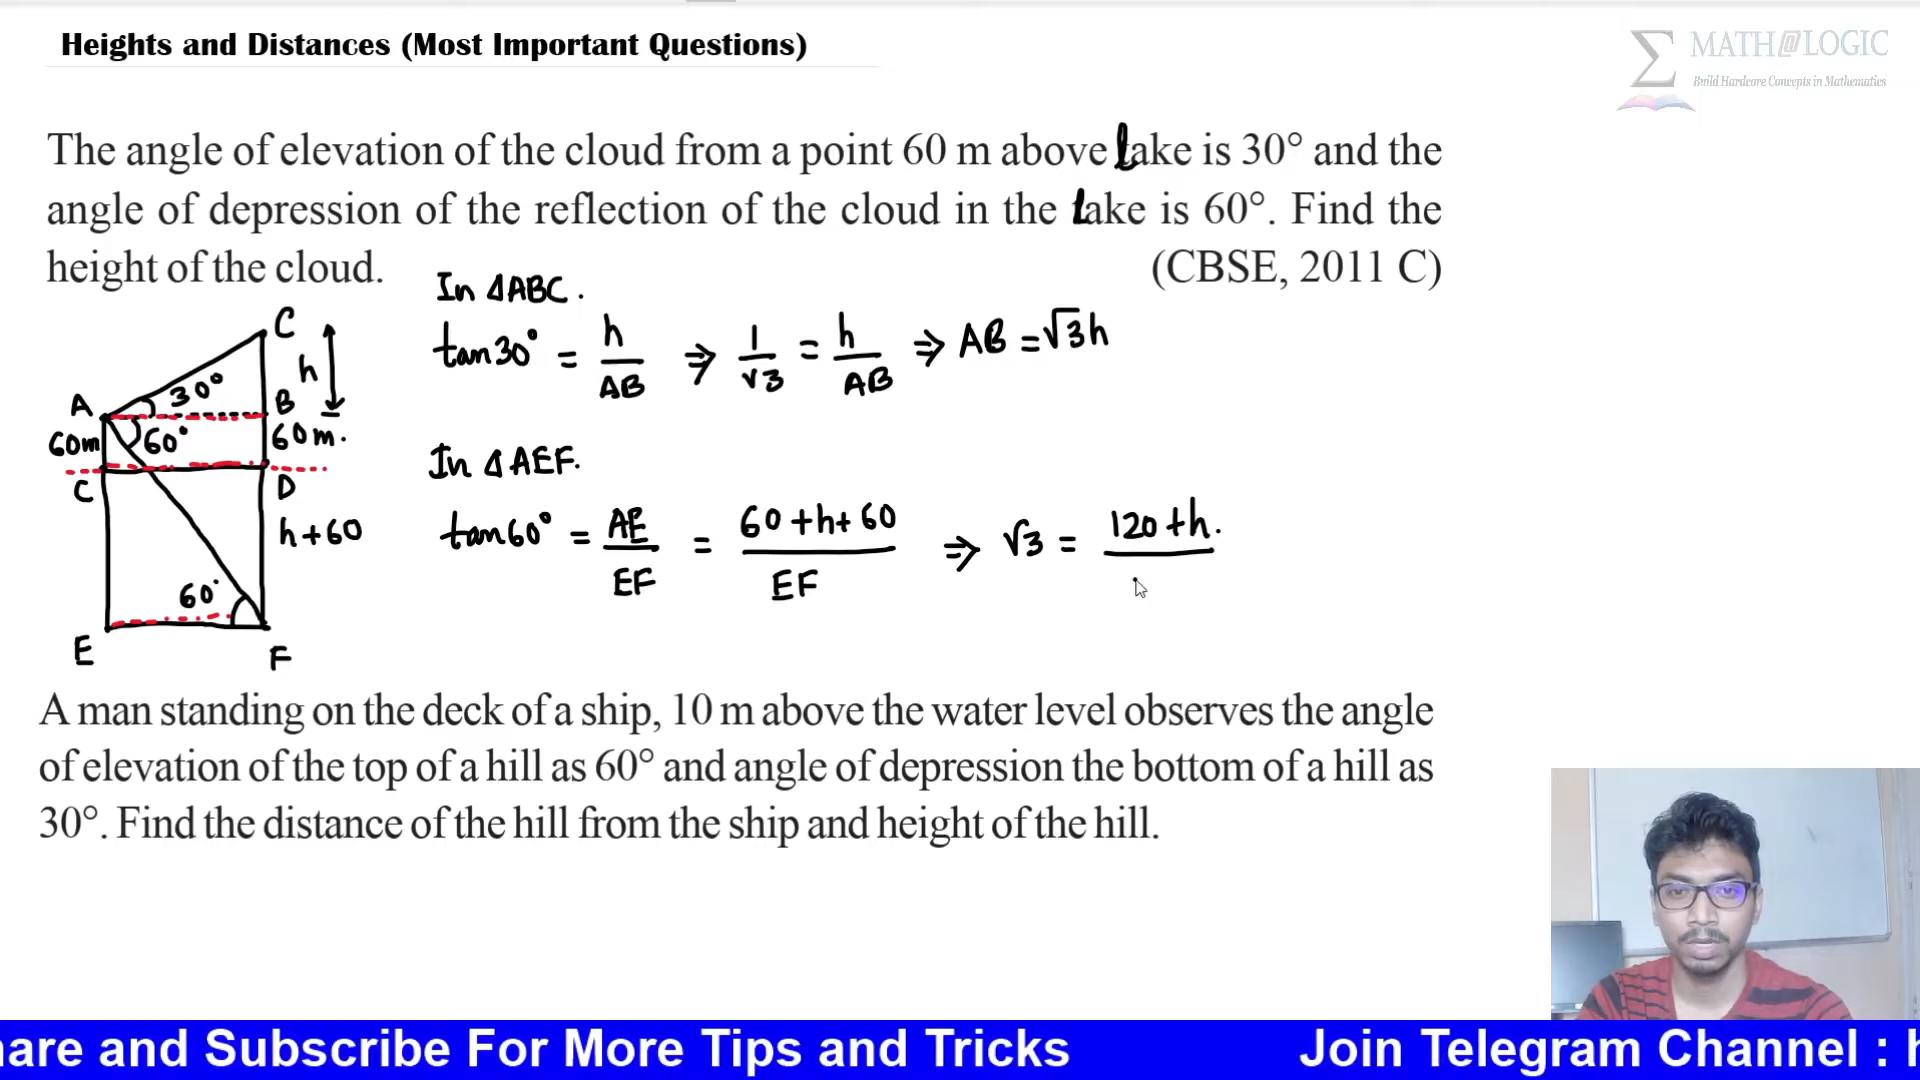 Heights and Distances (Most Important Questions)
MATH@LOGIC
Build Hardcore Concepts in Mathematics
The angle of elevation of the cloud from a point 60 m above lake is 30° and the
angle of depression of the reflection of the cloud in the lake is 60°. Find the
height of the cloud.
(CBSE, 2011 C)
In ΔABC.
tan30° = h/AB ⇒ 1/√3 = h/AB ⇒ AB = √3h
In ΔAEF.
tan60° = AE/EF = 60+h+60/EF ⇒ √3 = 120+h.
C
h
30°
A
B
60m
60°
60m.
C
D
h+60
60°
E
F
A man standing on the deck of a ship, 10 m above the water level observes the angle
of elevation of the top of a hill as 60° and angle of depression the bottom of a hill as
30°. Find the distance of the hill from the ship and height of the hill.
are and Subscribe For More Tips and Tricks
Join Telegram Channel : h